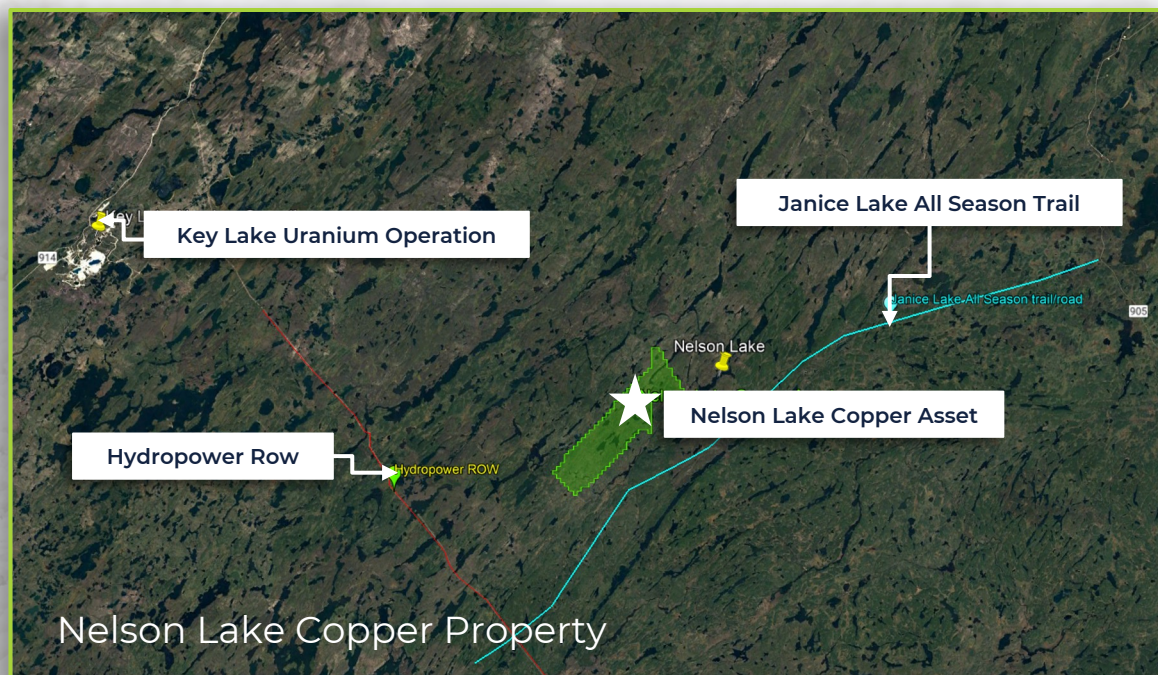 Janice Lake All Season Trail
Key L
Key Lake Uranium Operation
914
Janice Lake All Season trail/road
905
Nelson Lake
Nelson Lake Copper Asset
Hydropower Row
Hydropower ROW
Nelson Lake Copper Property